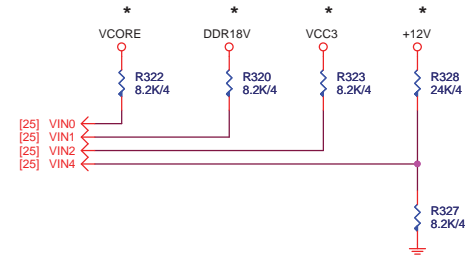 * * * *
VCORE DDR18V VCC3 +12V
R322 R320 R323 R328
8.2K/4 8.2K/4 8.2K/4 24K/4
[25] VIN0
[25] VIN1
[25] VIN2
[25] VIN4
R327
8.2K/4